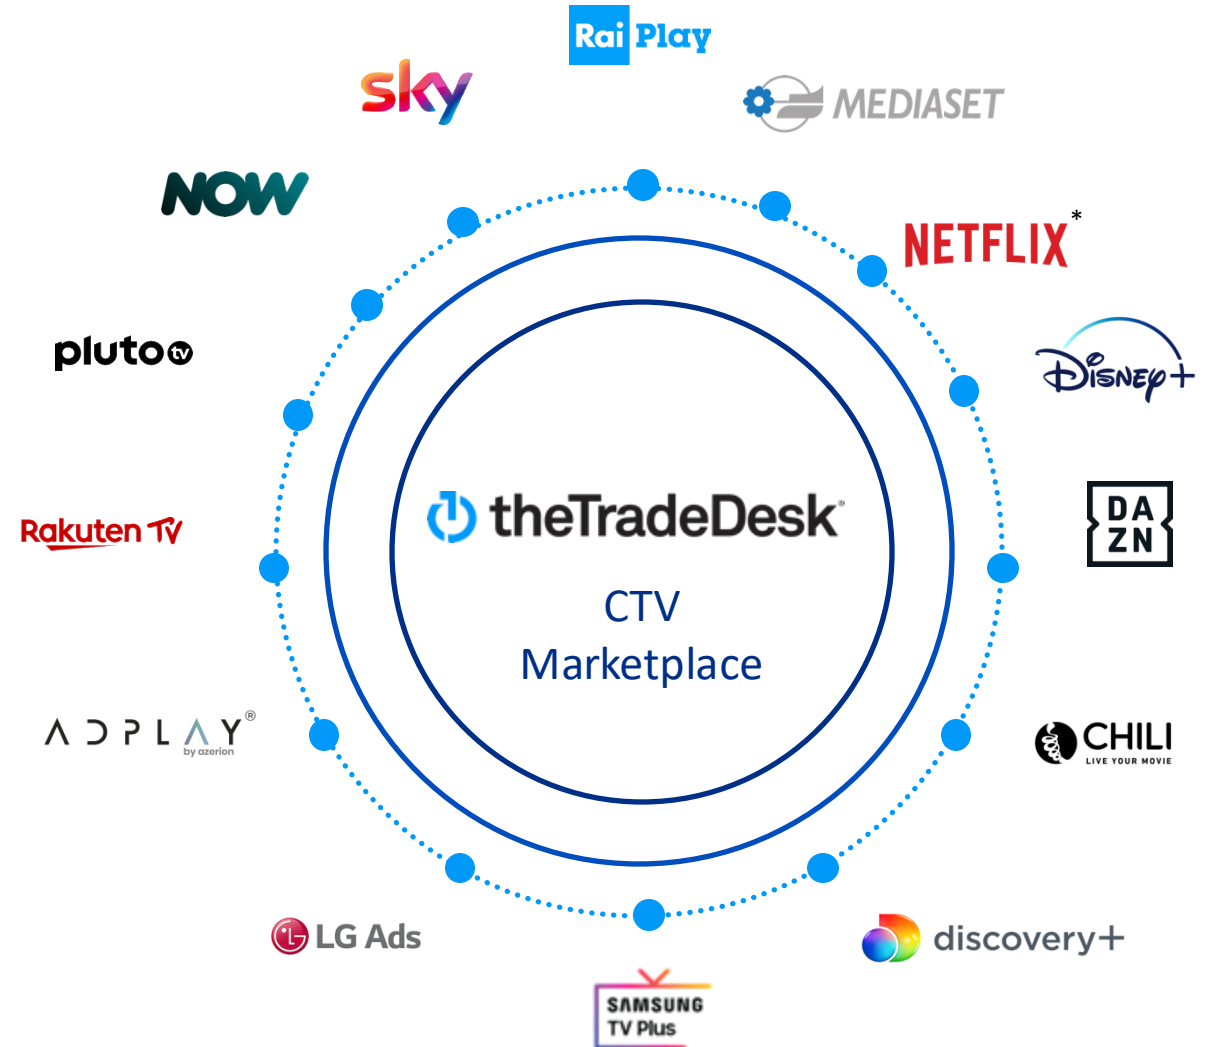 Rai Play
sky
MEDIASET
NOW
NETFLIX*
pluto tv
DISNEY+
Rakuten TV
DA
ZN
theTradeDesk®
CTV
Marketplace
ADPLAY®
by azerion
CHILI
LIVE YOUR MOVIE
LG Ads
discovery+
SAMSUNG
TV Plus